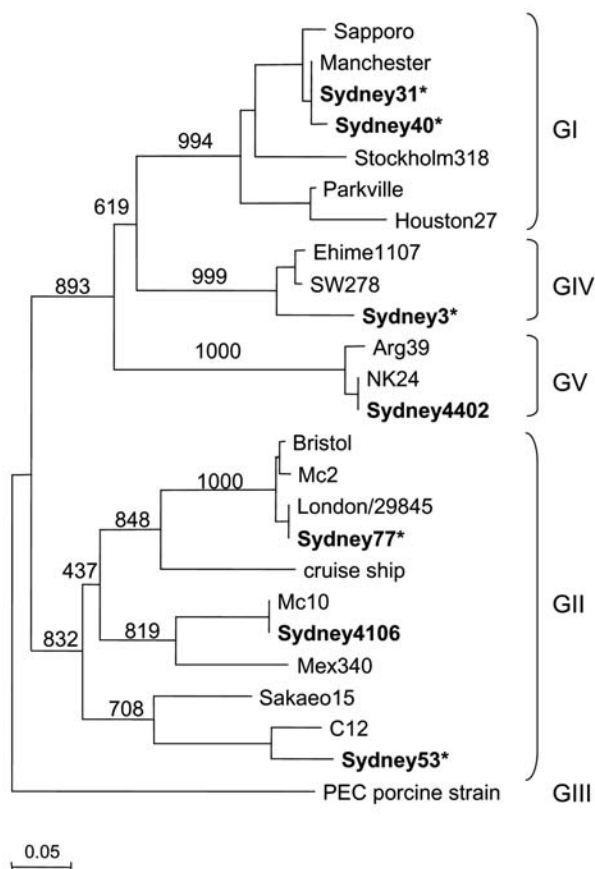 Sapporo
Manchester
Sydney31*
Sydney40*
GI
994
Stockholm318
Parkville
619
Houston27
Ehime1107
893
999
SW278
GIV
Sydney3*
1000
Arg39
NK24
GV
Sydney4402
Bristol
1000
Mc2
London/29845
848
Sydney77*
437
cruise ship
Mc10
GII
832
819
Sydney4106
Mex340
708
Sakaeo15
C12
Sydney53*
PEC porcine strain
GIII
0.05